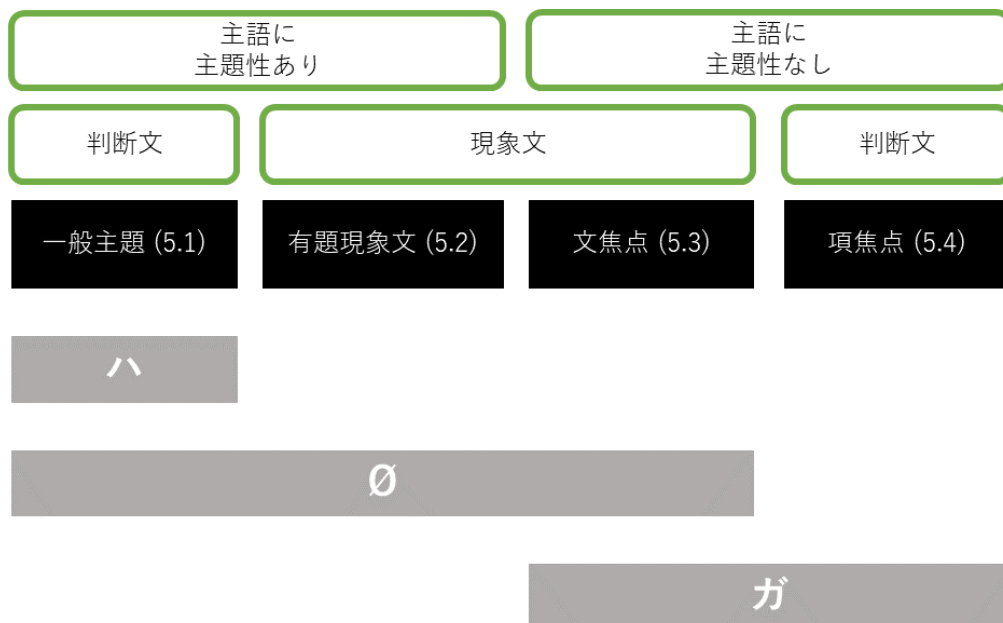 主語に
主題性あり
主語に
主題性なし
判断文
現象文
判断文
一般主題 (5.1)
有題現象文 (5.2)
文焦点 (5.3)
項焦点 (5.4)
ハ
Ø
ガ